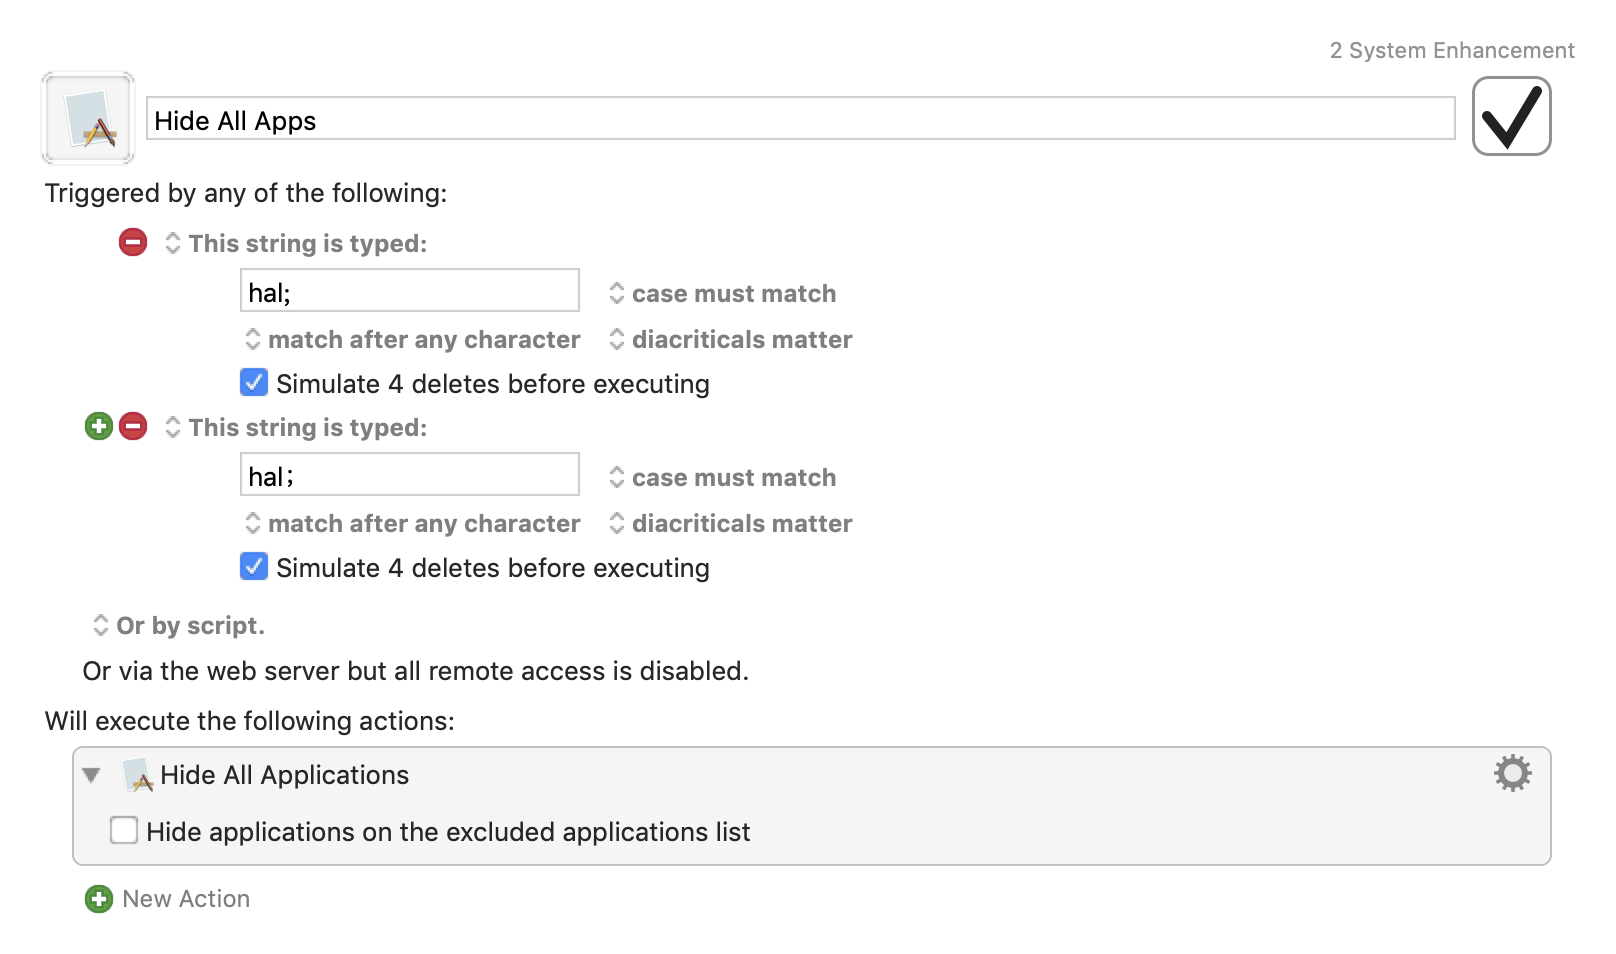 2 System Enhancement
Hide All Apps
Triggered by any of the following:
This string is typed:
hal;
case must match
match after any character diacriticals matter
Simulate 4 deletes before executing
This string is typed:
hal；
case must match
match after any character diacriticals matter
Simulate 4 deletes before executing
Or by script.
Or via the web server but all remote access is disabled.
Will execute the following actions:
Hide All Applications
Hide applications on the excluded applications list
New Action